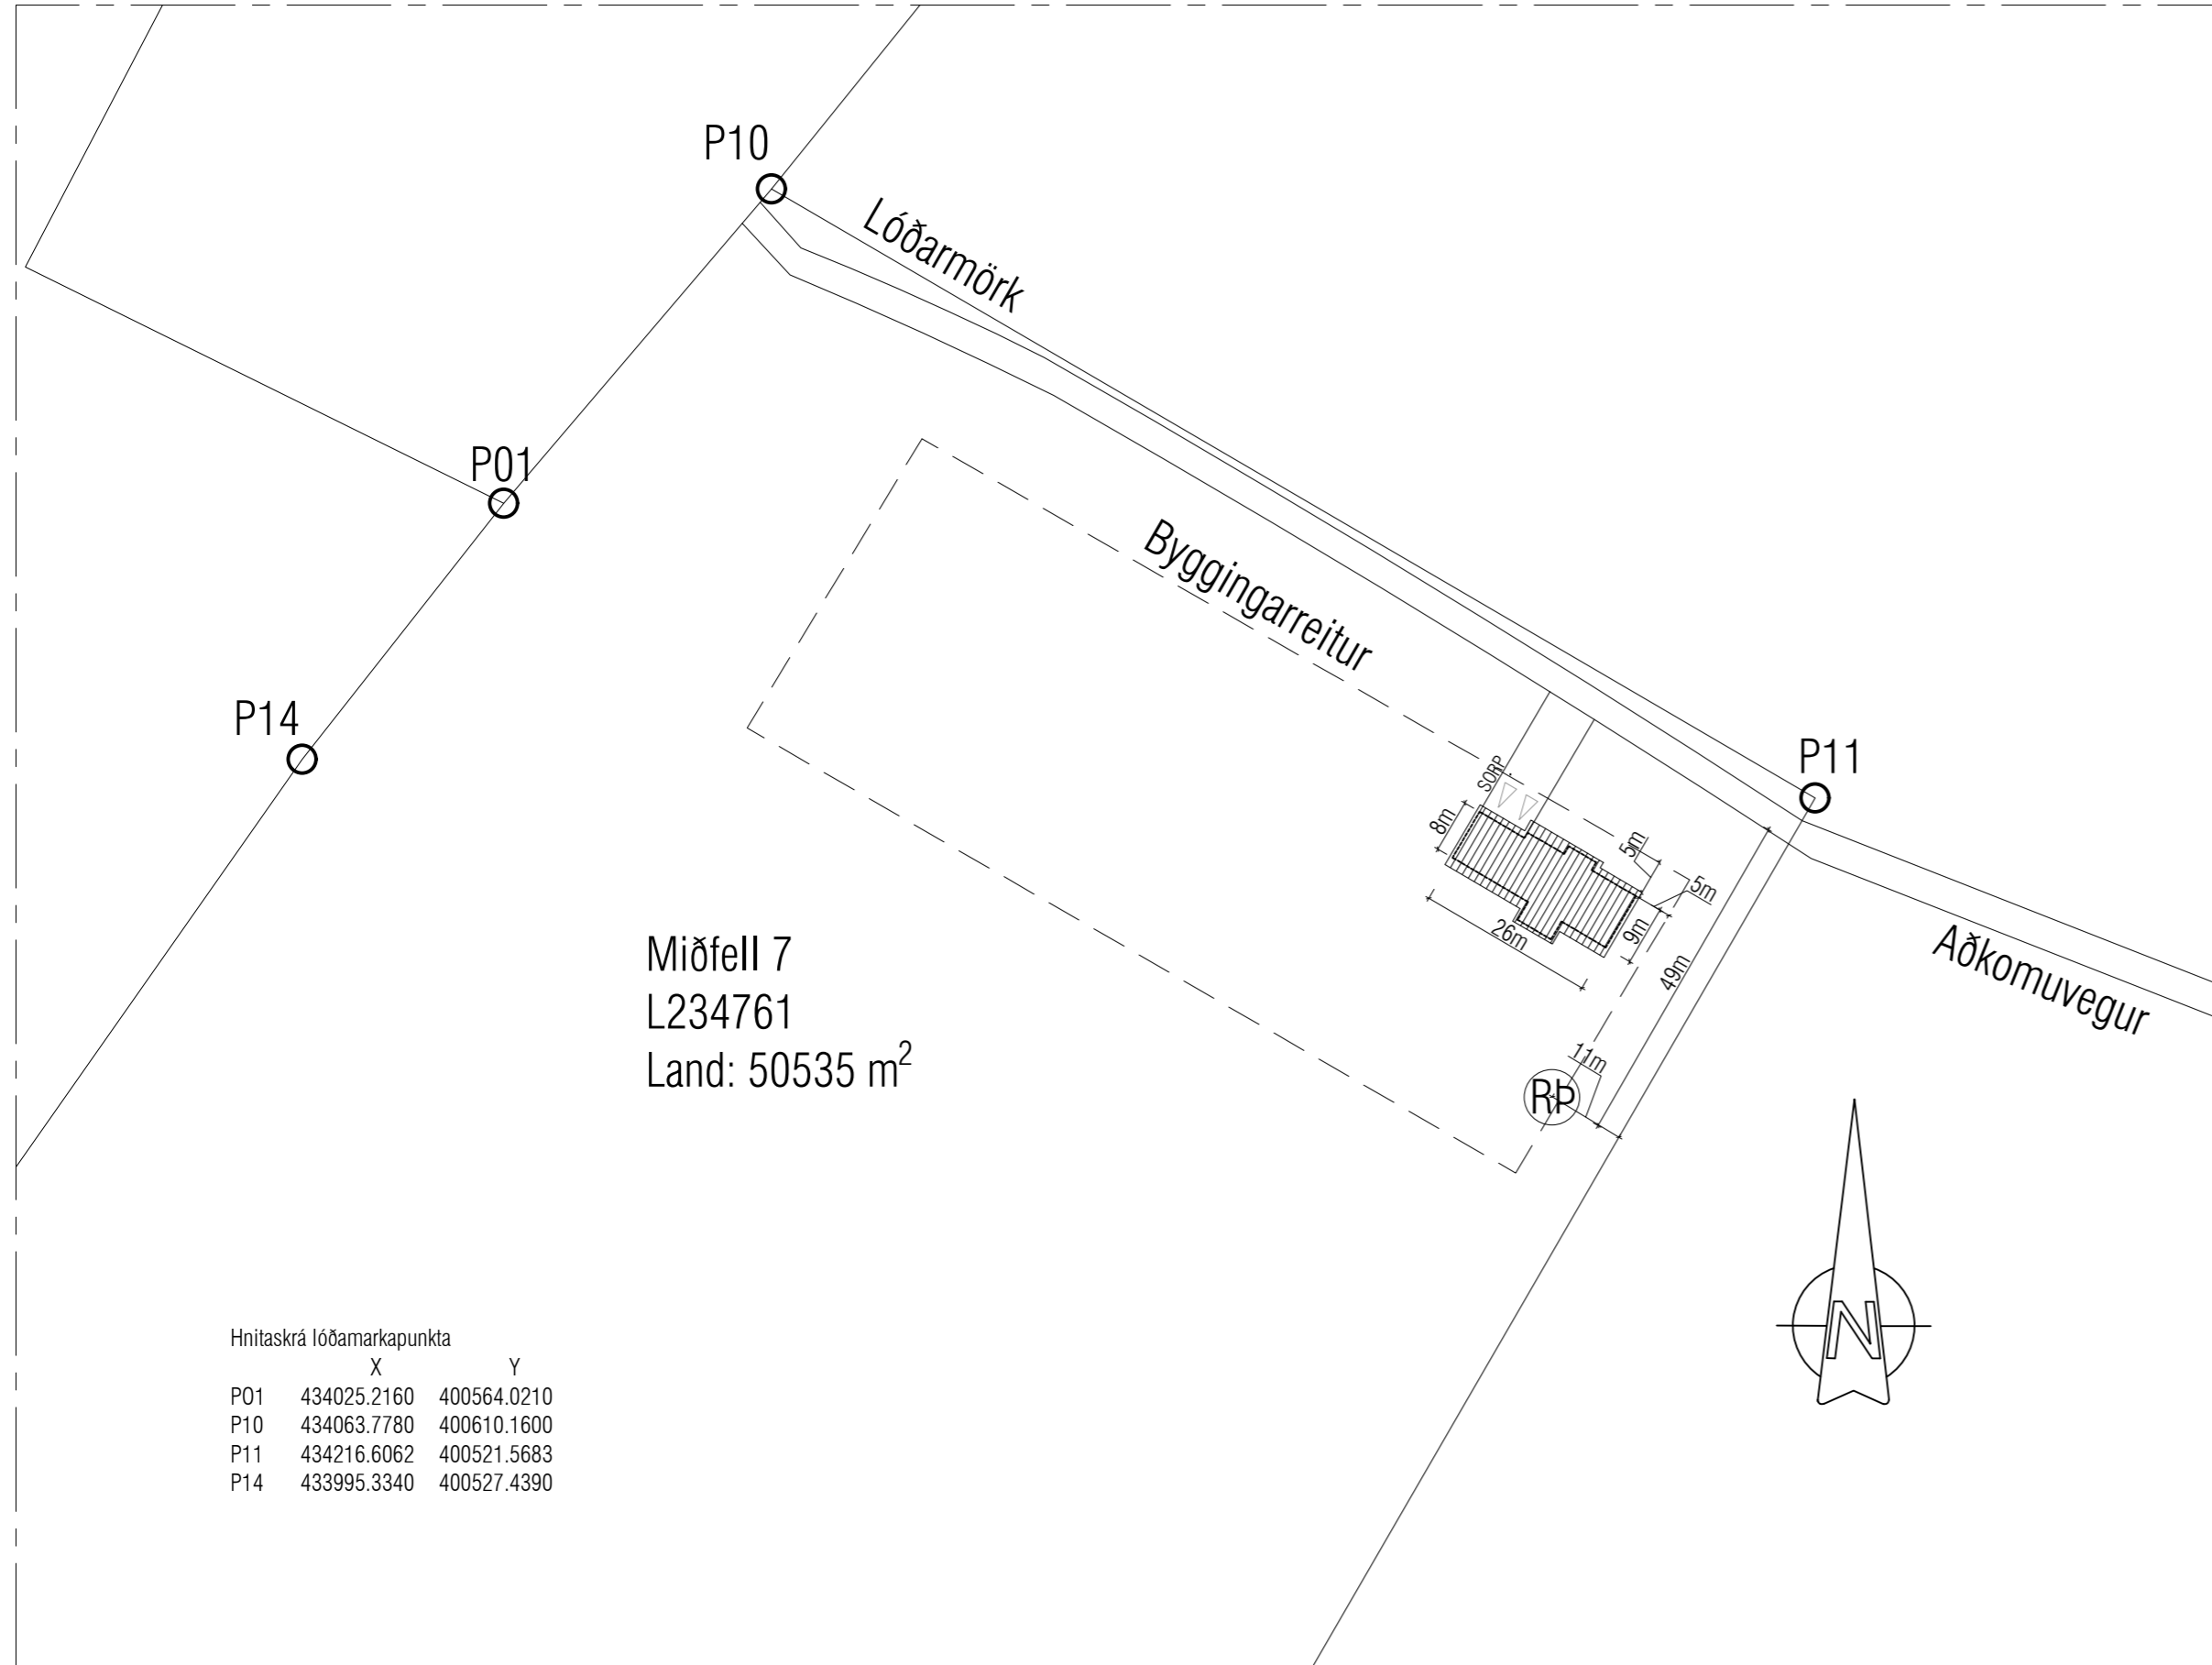 P10
Lóðarmörk
P01
Byggingarreitur
P14
P11
SORP
8m
5m
5m
26m
9m
49m
Aðkomuvegur
Miðfell 7
L234761
Land: 50535 m²
11m
RÞ
N
Hnitaskrá lóðamarkapunkta
X Y
PO1 434025.2160 400564.0210
P10 434063.7780 400610.1600
P11 434216.6062 400521.5683
P14 433995.3340 400527.4390